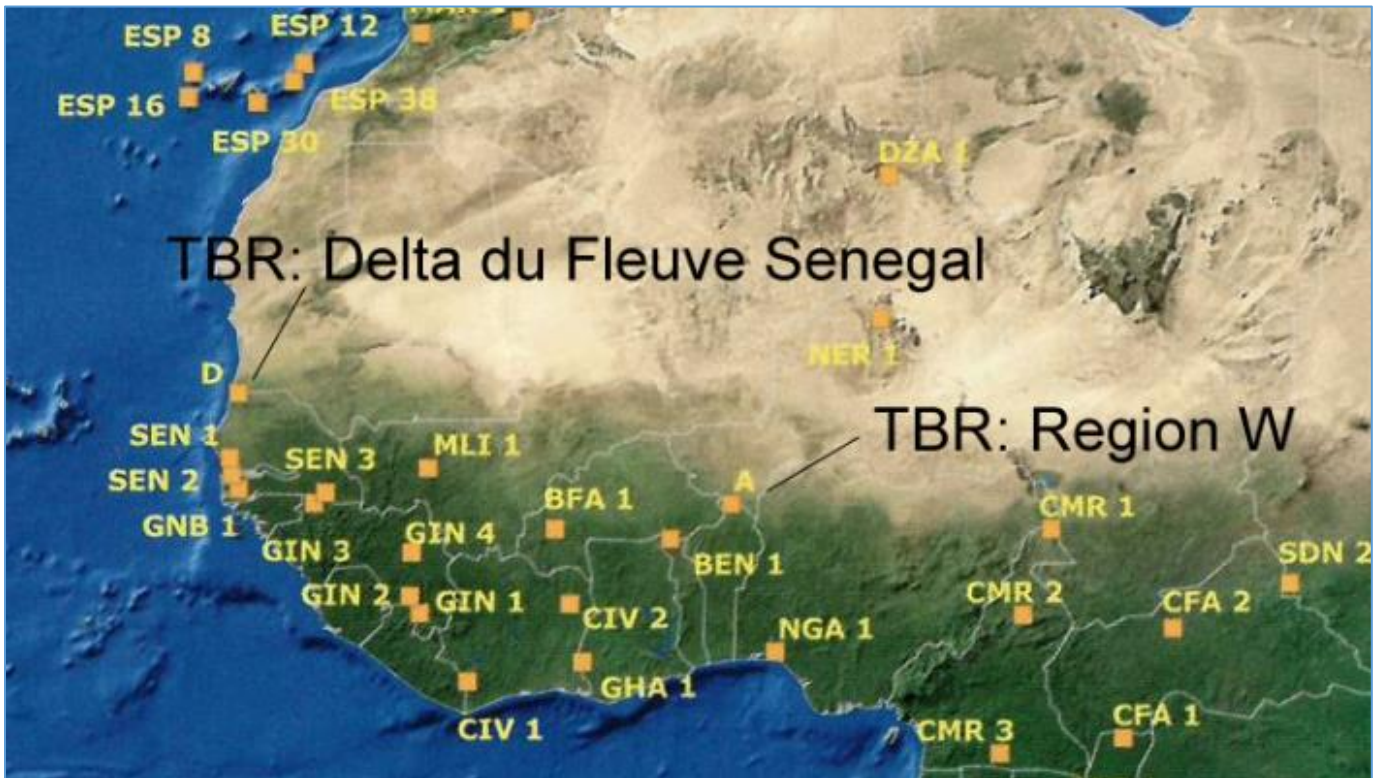 ESP 12
ESP 8
ESP 38
ESP 16
ESP 30
DZA 1
TBR: Delta du Fleuve Senegal
NER 1
D
TBR: Region W
SEN 1
SEN 3
MLI 1
SEN 2
A
BFA 1
CMR 1
GNB 1
GIN 3
GIN 4
BEN 1
SDN 2
GIN 2
GIN 1
CIV 2
CMR 2
CFA 2
NGA 1
GHA 1
CIV 1
CMR 3
CFA 1